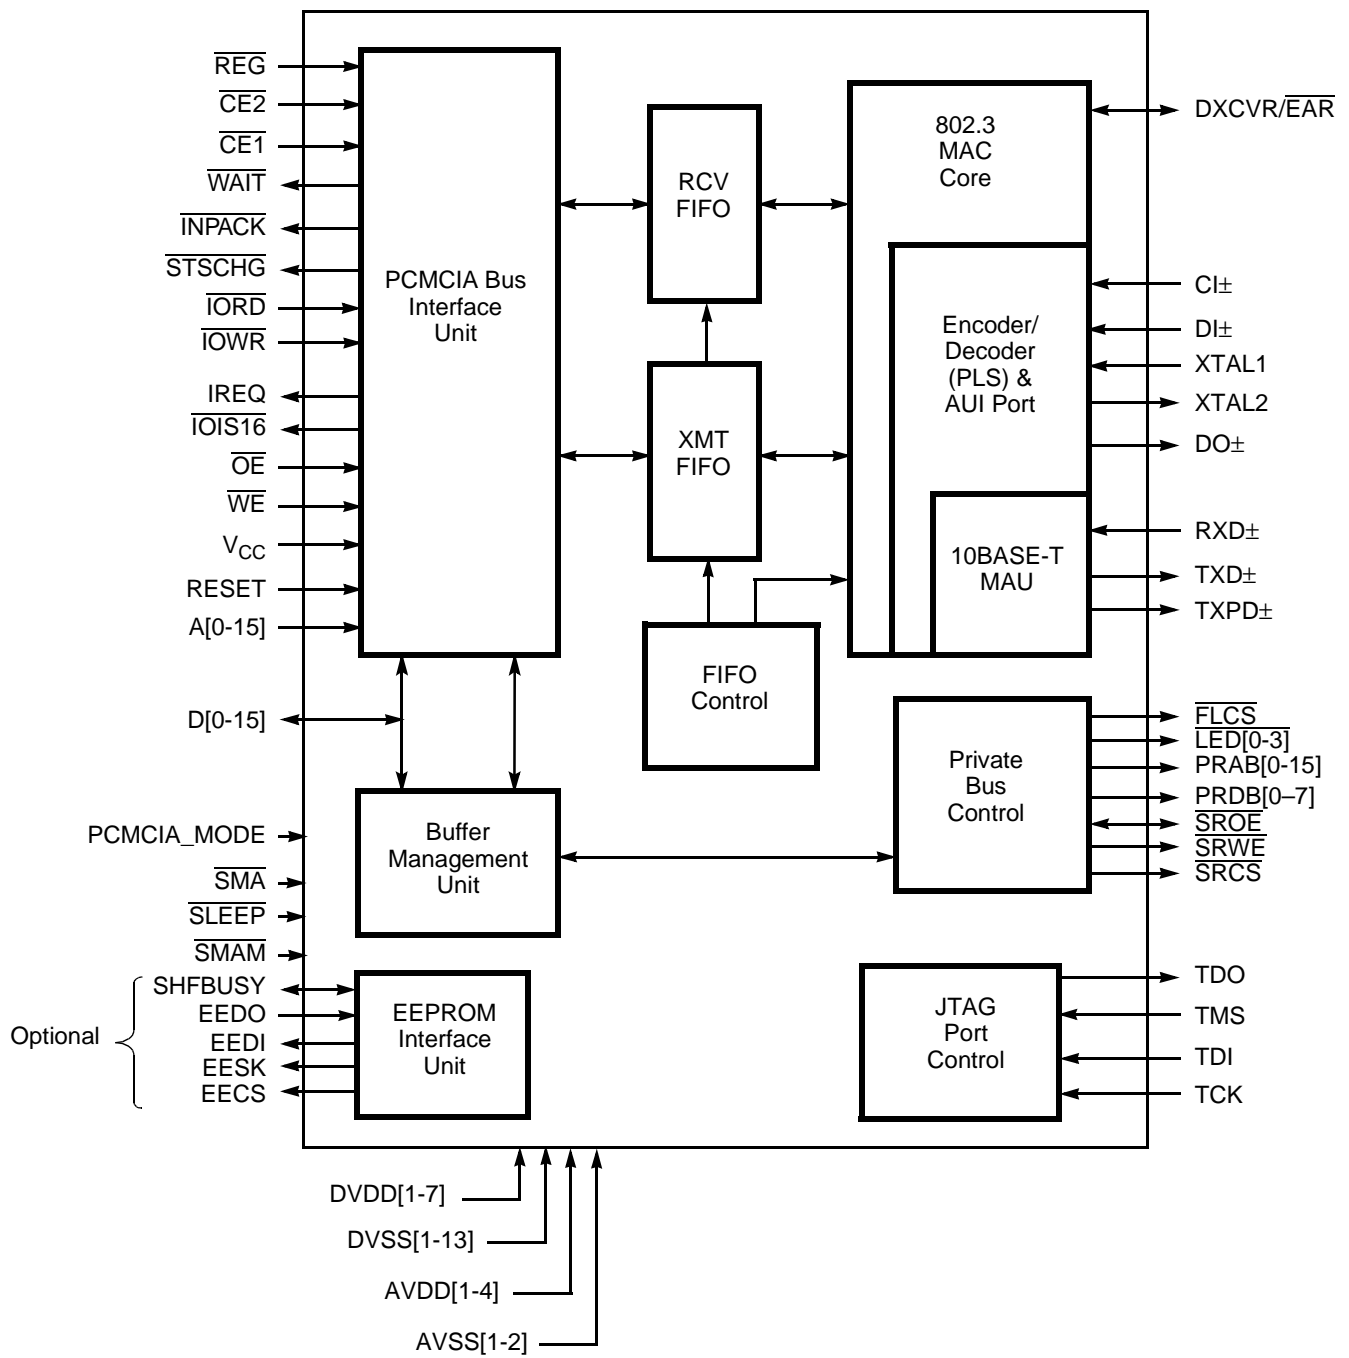 REG
CE2
CE1
WAIT
INPACK
STSCHG
IORD
IOWR
IREQ
IOIS16
OE
WE
VCC
RESET
A[0-15]
D[0-15]
PCMCIA_MODE
SMA
SLEEP
SMAM
SHFBUSY
EEDO
EEDI
EESK
EECS
Optional
PCMCIA Bus
Interface
Unit
Buffer
Management
Unit
EEPROM
Interface
Unit
RCV
FIFO
XMT
FIFO
FIFO
Control
802.3
MAC
Core
Encoder/
Decoder
(PLS) &
AUI Port
10BASE-T
MAU
Private
Bus
Control
JTAG
Port
Control
DXCVR/EAR
CI±
DI±
XTAL1
XTAL2
DO±
RXD±
TXD±
TXPD±
FLCS
LED[0-3]
PRAB[0-15]
PRDB[0–7]
SROE
SRWE
SRCS
TDO
TMS
TDI
TCK
DVDD[1-7]
DVSS[1-13]
AVDD[1-4]
AVSS[1-2]